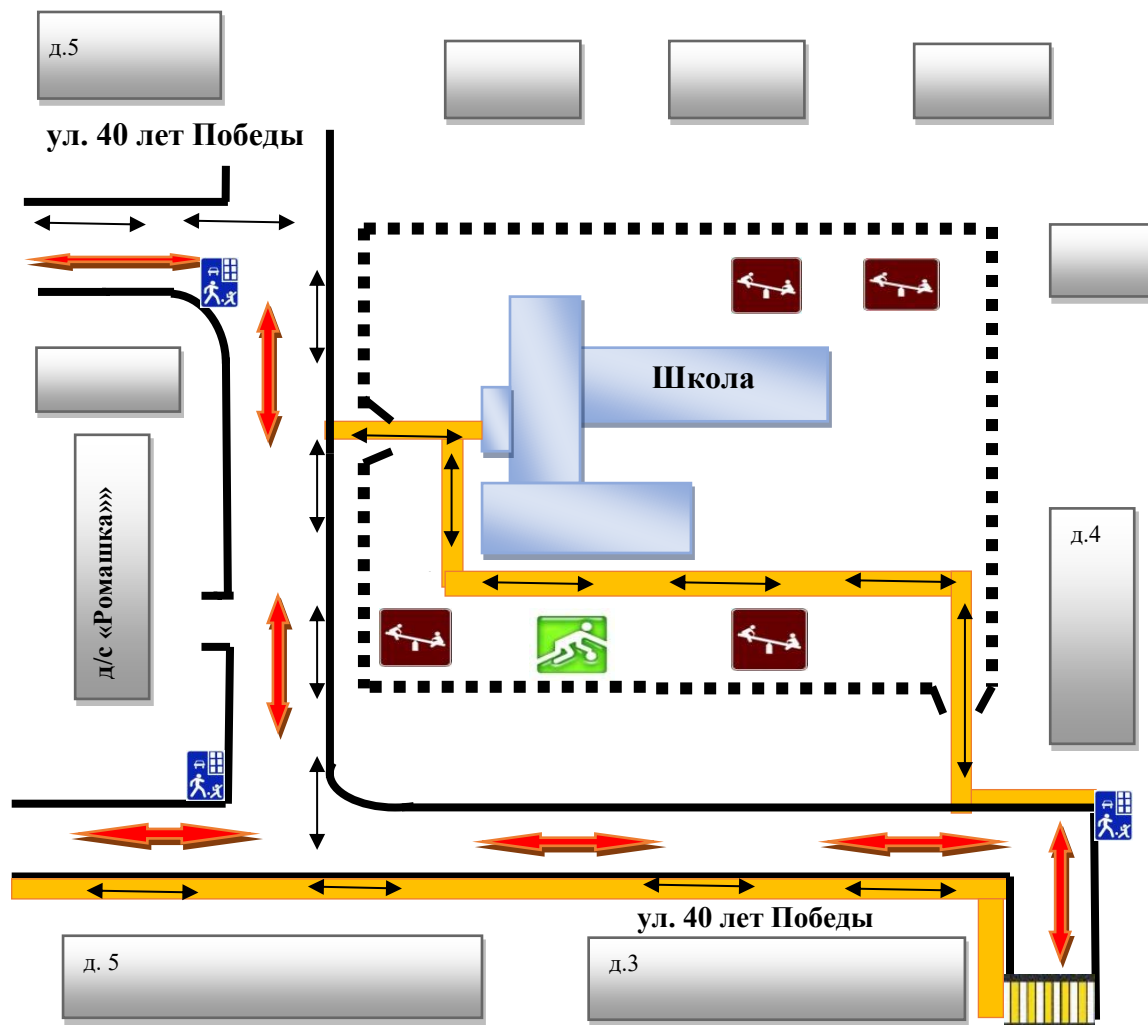 д.5
ул. 40 лет Победы
Школа
д/с «Ромашка»»
д.4
ул. 40 лет Победы
д. 5
д.3